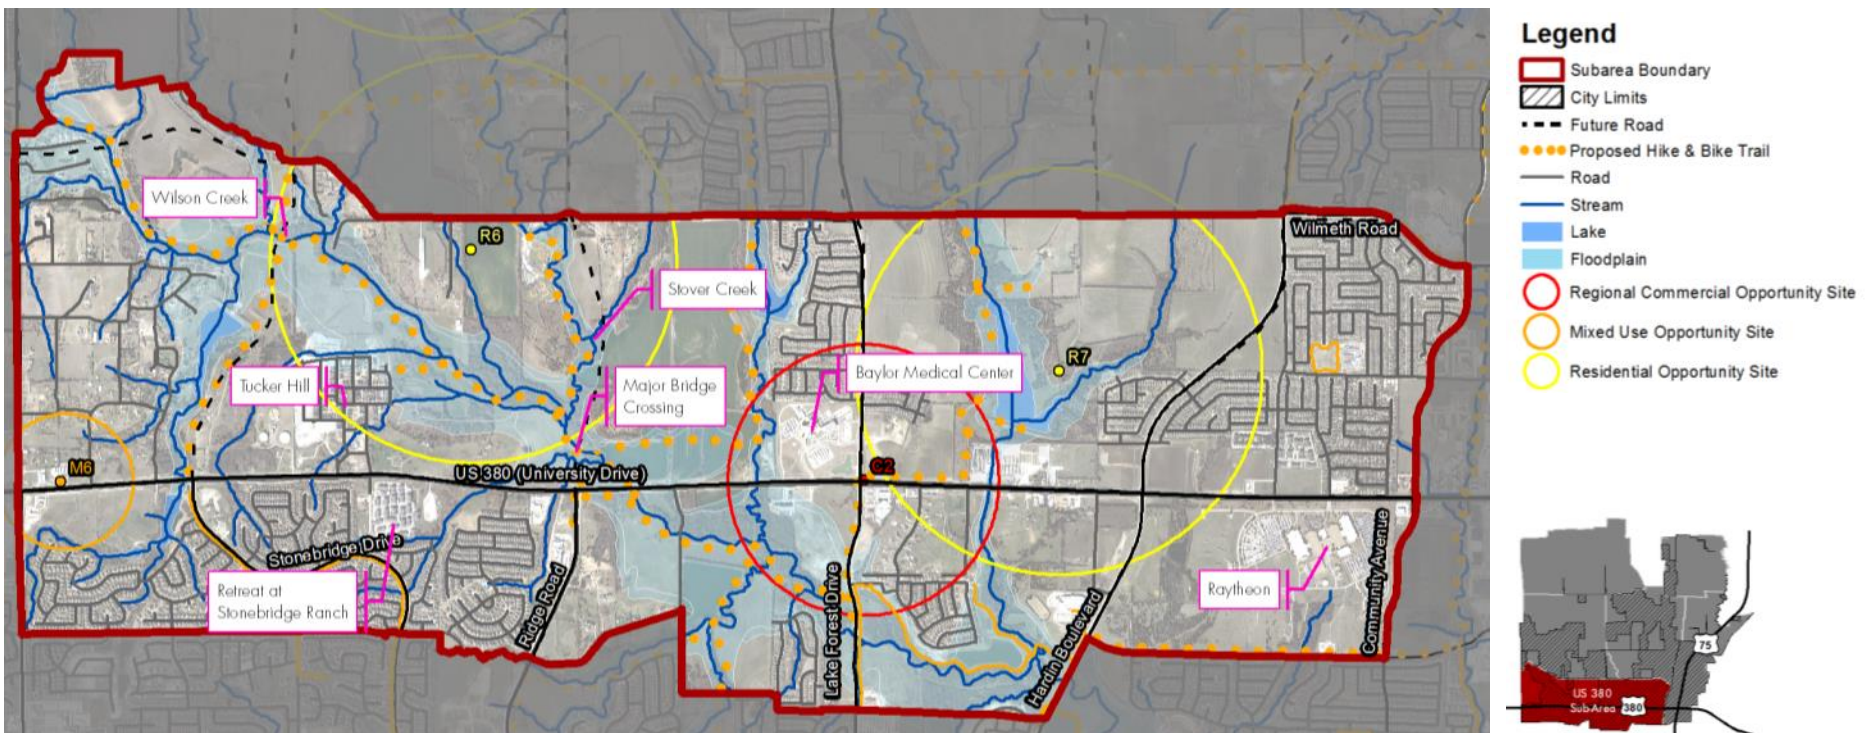 Wilson Creek
R6
Stover Creek
Wilmeth Road
Tucker Hill
Major Bridge
Crossing
Baylor Medical Center
R7
M6
US 380 (University Drive)
C2
Stonebridge Drive
Retreat at
Stonebridge Ranch
Ridge Road
Lake Forest Drive
Hardin Boulevard
Raytheon
Community Avenue
Legend
Subarea Boundary
City Limits
Future Road
Proposed Hike & Bike Trail
Road
Stream
Lake
Floodplain
Regional Commercial Opportunity Site
Mixed Use Opportunity Site
Residential Opportunity Site
75
US 380
Sub-Area 380